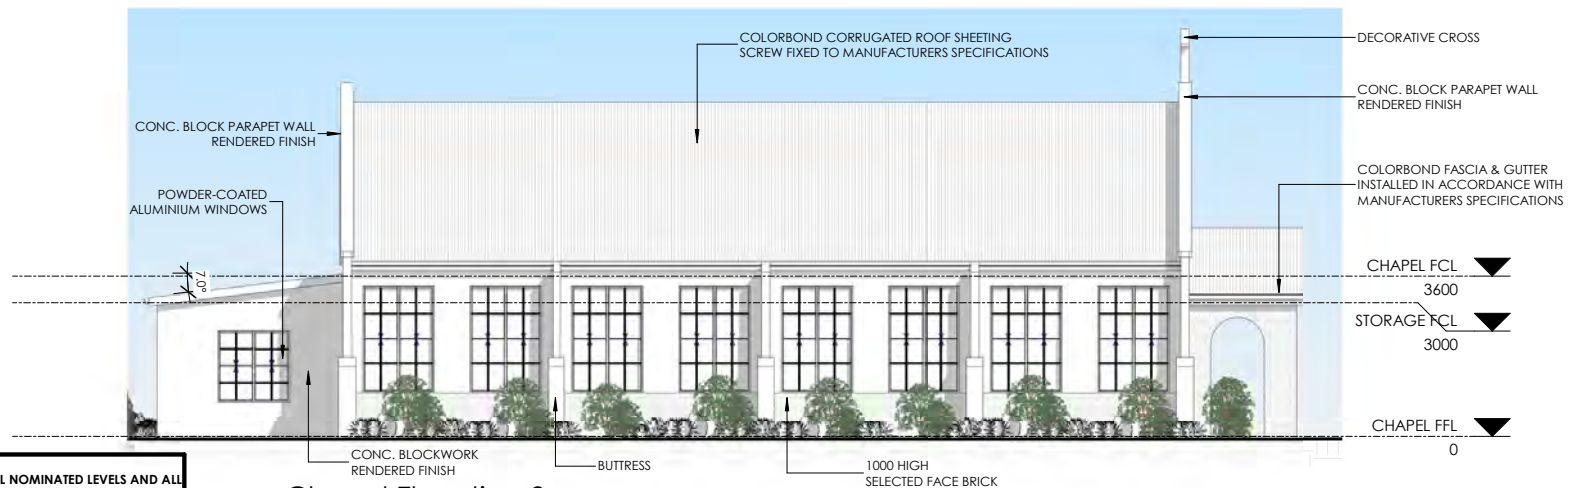 COLORBOND CORRUGATED ROOF SHEETING
SCREW FIXED TO MANUFACTURERS SPECIFICATIONS
DECORATIVE CROSS
CONC. BLOCK PARAPET WALL
RENDERED FINISH
CONC. BLOCK PARAPET WALL
RENDERED FINISH
POWDER-COATED
ALUMINIUM WINDOWS
COLORBOND FASCIA & GUTTER
INSTALLED IN ACCORDANCE WITH
MANUFACTURERS SPECIFICATIONS
7.0°
CHAPEL FCL
3600
STORAGE FCL
3000
CHAPEL FFL
0
CONC. BLOCKWORK
RENDERED FINISH
BUTTRESS
1000 HIGH
SELECTED FACE BRICK
L NOMINATED LEVELS AND ALL